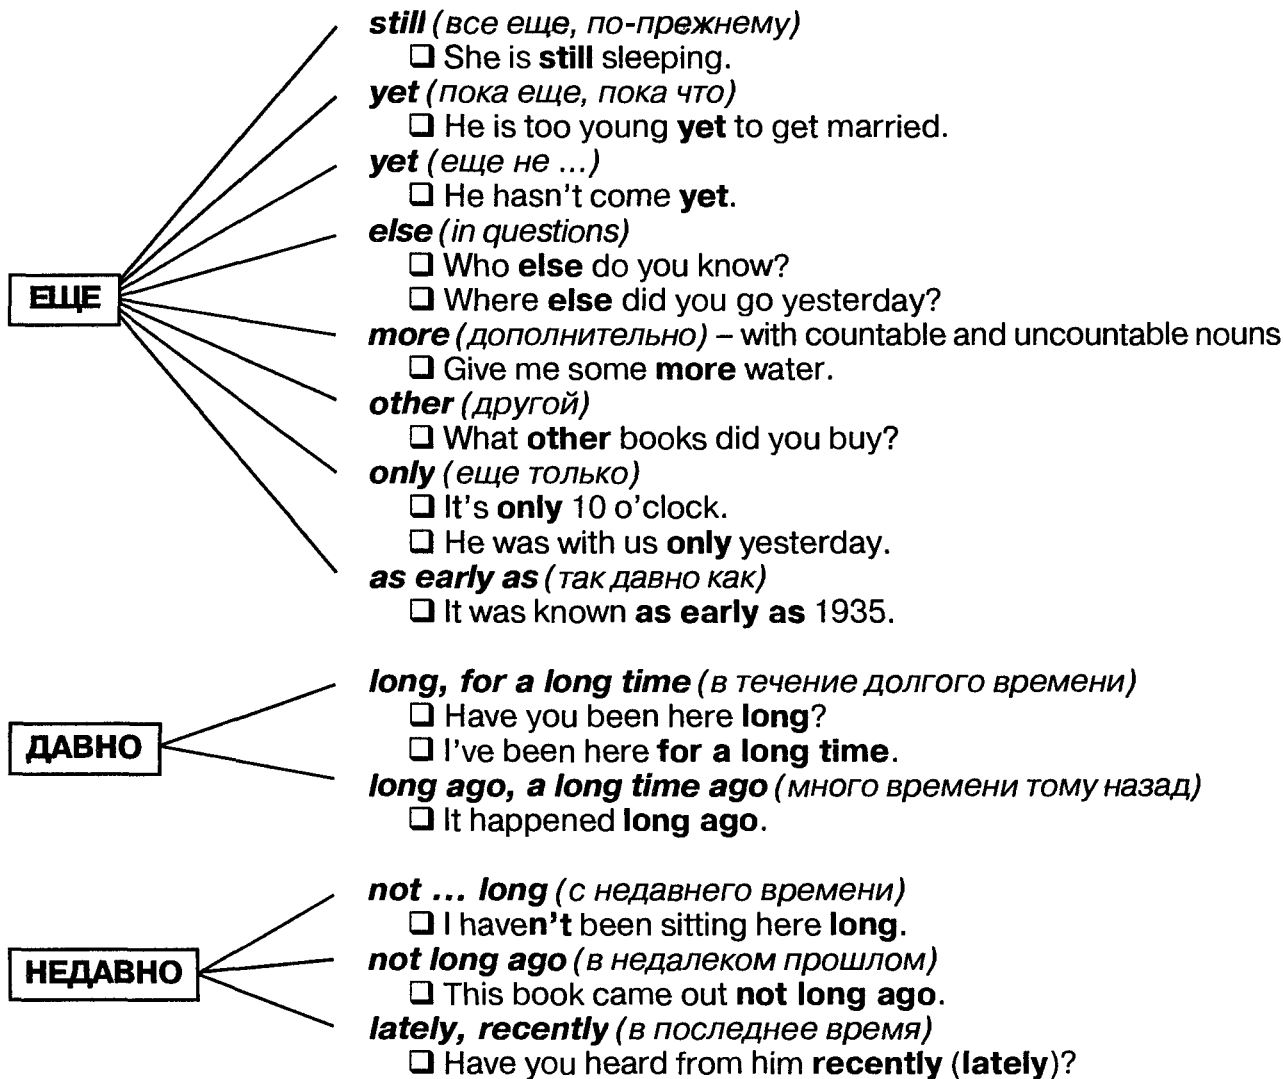 still (все еще, по-прежнему)
❑ She is still sleeping.
yet (пока еще, пока что)
❑ He is too young yet to get married.
yet (еще не ...)
❑ He hasn't come yet.
else (in questions)
❑ Who else do you know?
ЕЩЕ
❑ Where else did you go yesterday?
more (дополнительно) – with countable and uncountable nouns
❑ Give me some more water.
other (другой)
❑ What other books did you buy?
only (еще только)
❑ It's only 10 o'clock.
❑ He was with us only yesterday.
as early as (так давно как)
❑ It was known as early as 1935.
long, for a long time (в течение долгого времени)
❑ Have you been here long?
ДАВНО
❑ I've been here for a long time.
long ago, a long time ago (много времени тому назад)
❑ It happened long ago.
not ... long (с недавнего времени)
❑ I haven't been sitting here long.
НЕДАВНО
not long ago (в недалеком прошлом)
❑ This book came out not long ago.
lately, recently (в последнее время)
❑ Have you heard from him recently (lately)?